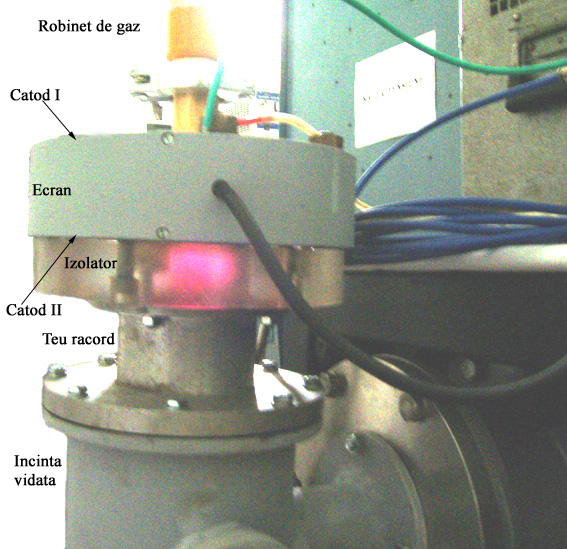 Robinet de gaz
Catod I
Ecran
Izolator
Catod II
Teu racord
Incinta
vidata